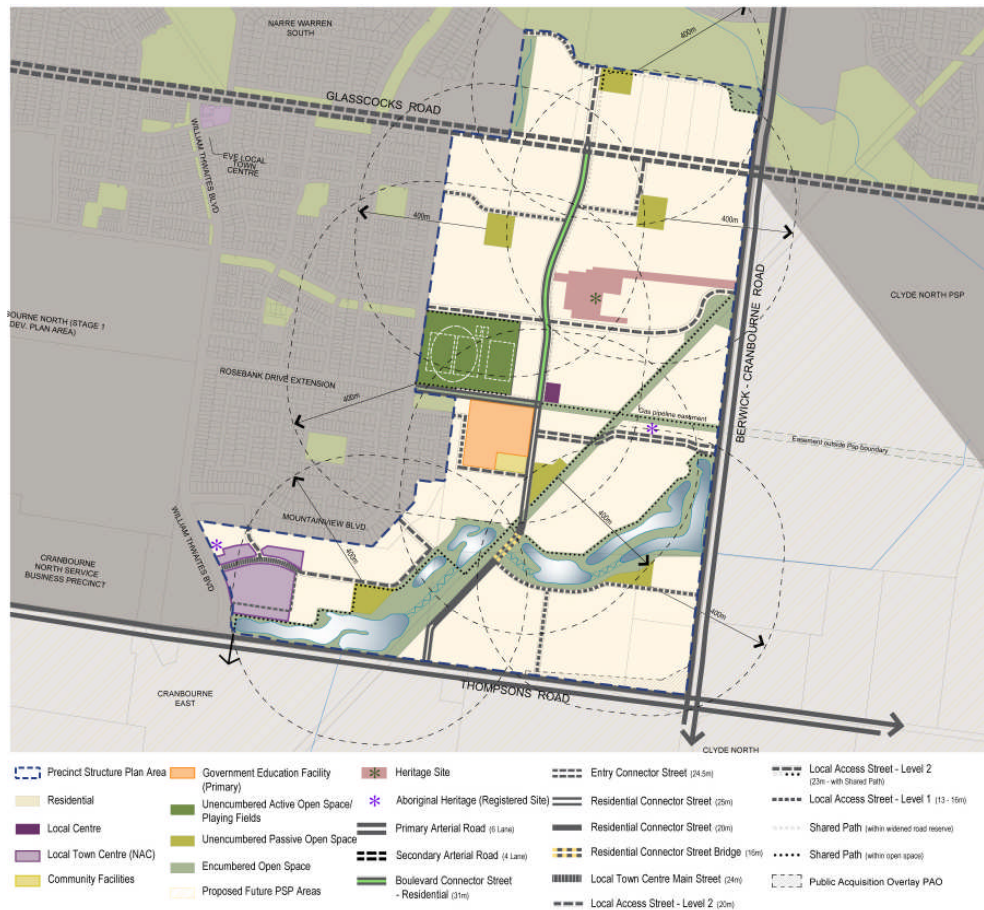 NARRE WARREN
SOUTH
400m
GLASSCOCKS ROAD
WILLIAM THWAITES BLVD
EVE LOCAL
TOWN
CENTRE
400m
400m
BERWICK - CRANBOURNE ROAD
CLYDE NORTH PSP
BOURNE NORTH (STAGE 1
DEV. PLAN AREA)
ROSEBANK DRIVE EXTENSION
400m
Gas pipeline easement
Easement outside Psp boundary
MOUNTAINVIEW BLVD.
400m
400m
WILLIAM THWAITES BVD
CRANBOURNE
NORTH SERVICE
BUSINESS PRECINCT
400m
THOMPSONS ROAD
CRANBOURNE
EAST
CLYDE NORTH
Precinct Structure Plan Area
Residential
Local Centre
Local Town Centre (NAC)
Community Facilities
Government Education Facility
(Primary)
Unencumbered Active Open Space/
Playing Fields
Unencumbered Passive Open Space
Encumbered Open Space
Proposed Future PSP Areas
Heritage Site
Aboriginal Heritage (Registered Site)
Primary Arterial Road (6 Lane)
Secondary Arterial Road (4 Lane)
Boulevard Connector Street
- Residential (31m)
Entry Connector Street (24.5m)
Residential Connector Street (25m)
Residential Connector Street (20m)
Residential Connector Street Bridge (16m)
Local Town Centre Main Street (24m)
Local Access Street - Level 2 (20m)
Local Access Street - Level 2
(23m - with Shared Path)
Local Access Street - Level 1 (13 - 16m)
Shared Path (within widened road reserve)
Shared Path (within open space)
Public Acquisition Overlay PAO